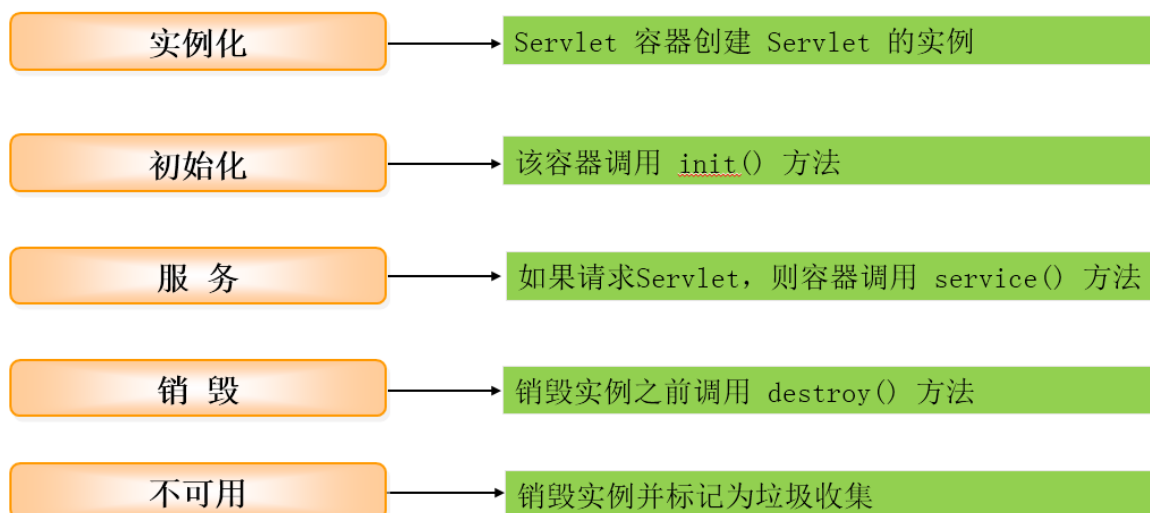 实例化
Servlet 容器创建 Servlet 的实例
初始化
该容器调用 init() 方法
服 务
如果请求Servlet，则容器调用 service() 方法
销 毁
销毁实例之前调用 destroy() 方法
不可用
销毁实例并标记为垃圾收集